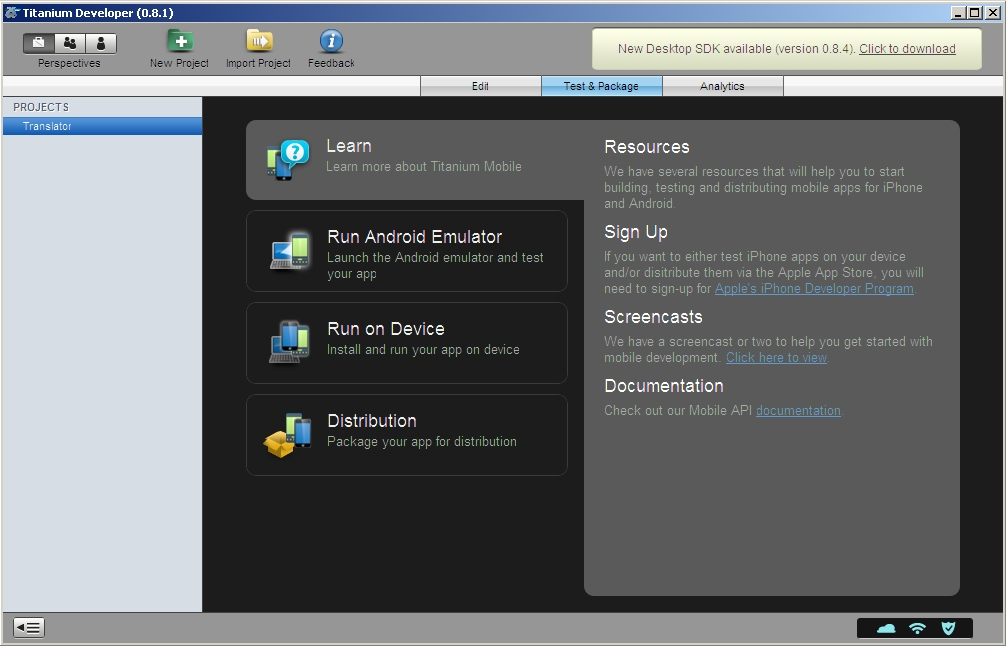 Titanium Developer (0.8.1)
Perspectives
New Project
Import Project
Feedback
New Desktop SDK available (version 0.8.4). Click to download
Edit
Test & Package
Analytics
PROJECTS
Translator
Learn
Learn more about Titanium Mobile
Run Android Emulator
Launch the Android emulator and test
your app
Run on Device
Install and run your app on device
Distribution
Package your app for distribution
Resources
We have several resources that will help you to start
building, testing and distributing mobile apps for iPhone
and Android.
Sign Up
If you want to either test iPhone apps on your device
and/or disitribute them via the Apple App Store, you will
need to sign-up for Apple's iPhone Developer Program.
Screencasts
We have a screencast or two to help you get started with
mobile development. Click here to view
Documentation
Check out our Mobile API documentation.